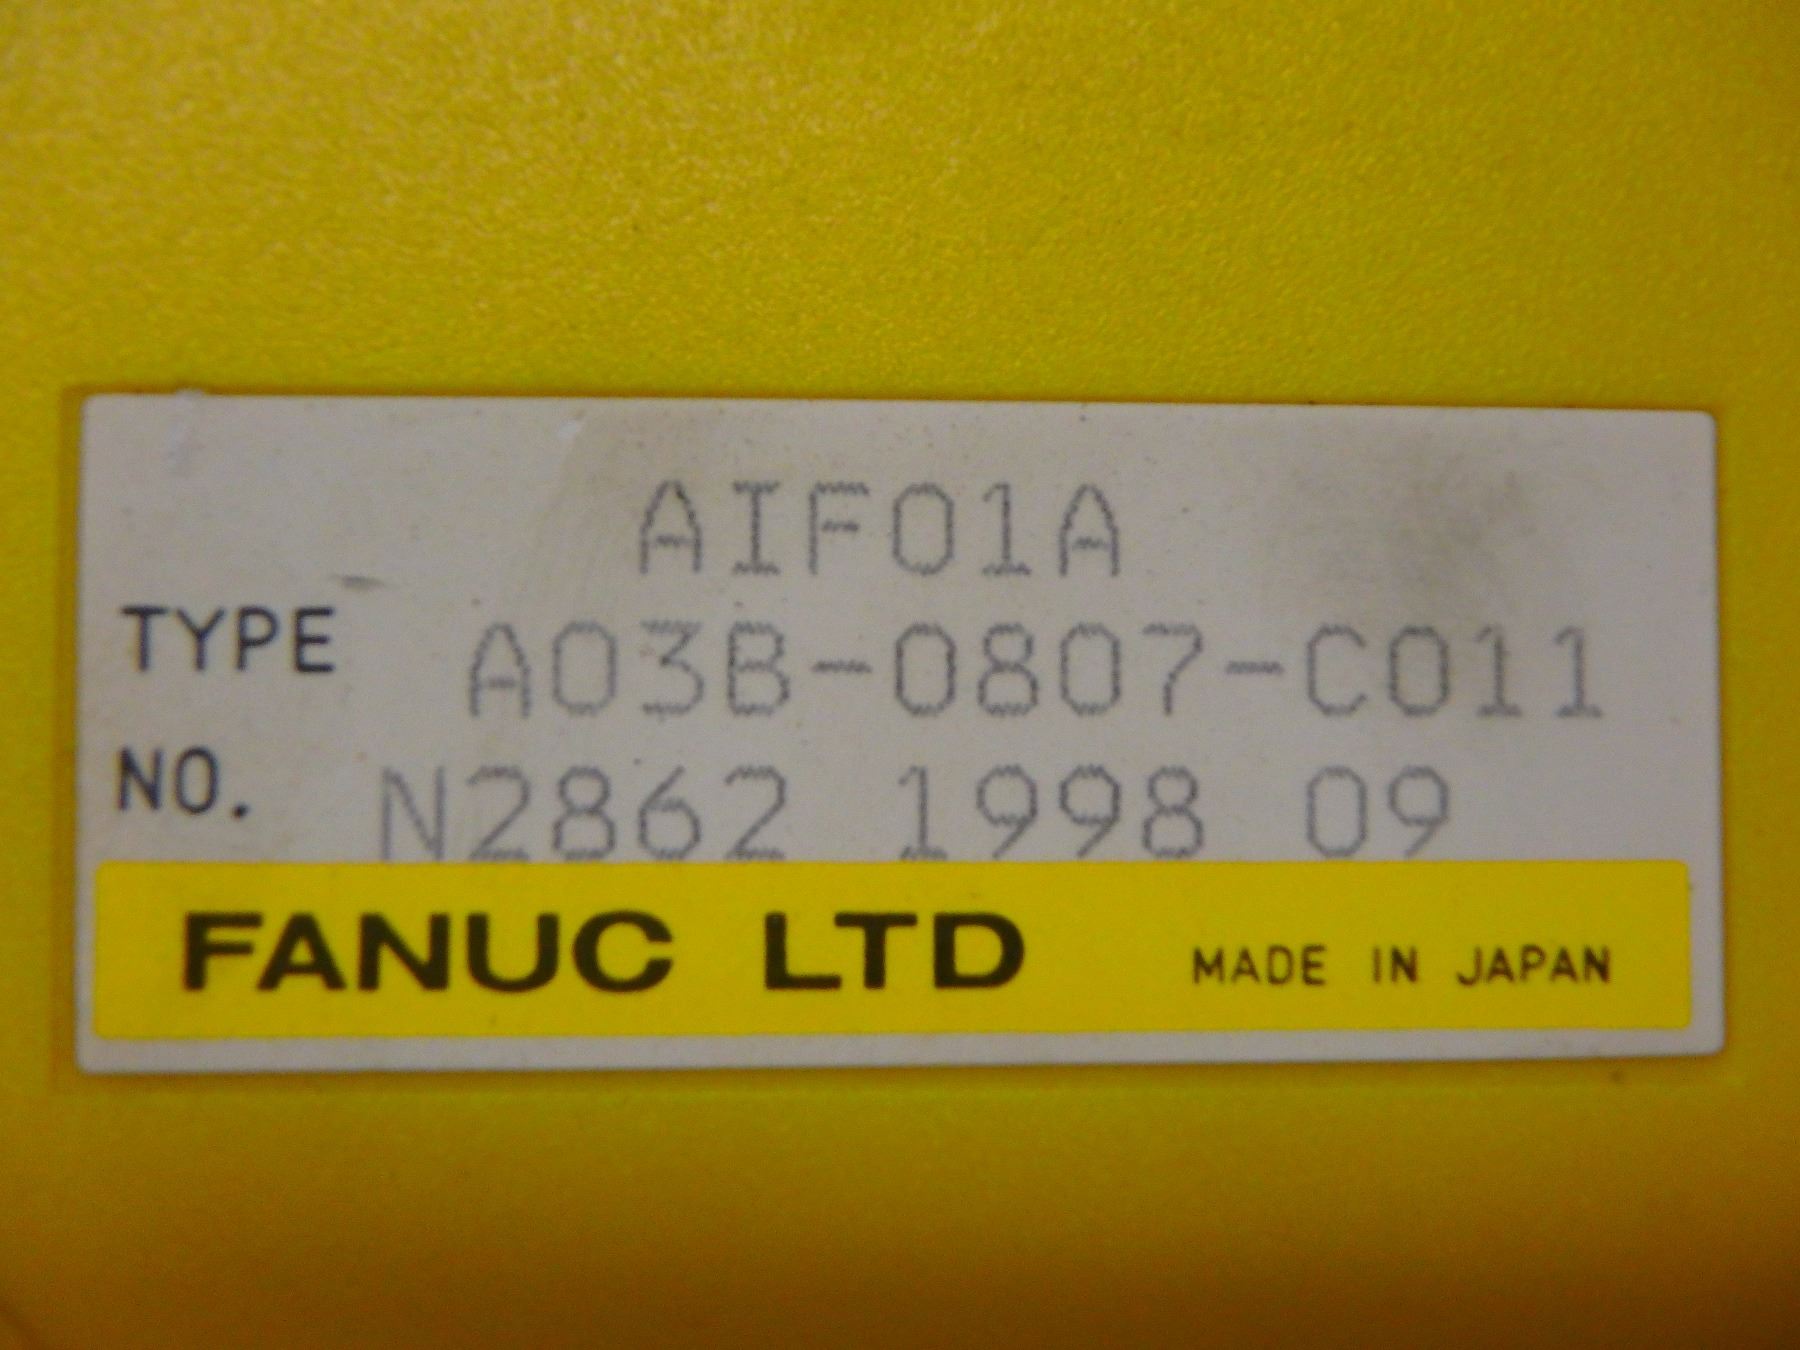 AIF01A
TYPE A03B-0807-C011
NO. N2862 1998 09
FANUC LTD MADE IN JAPAN